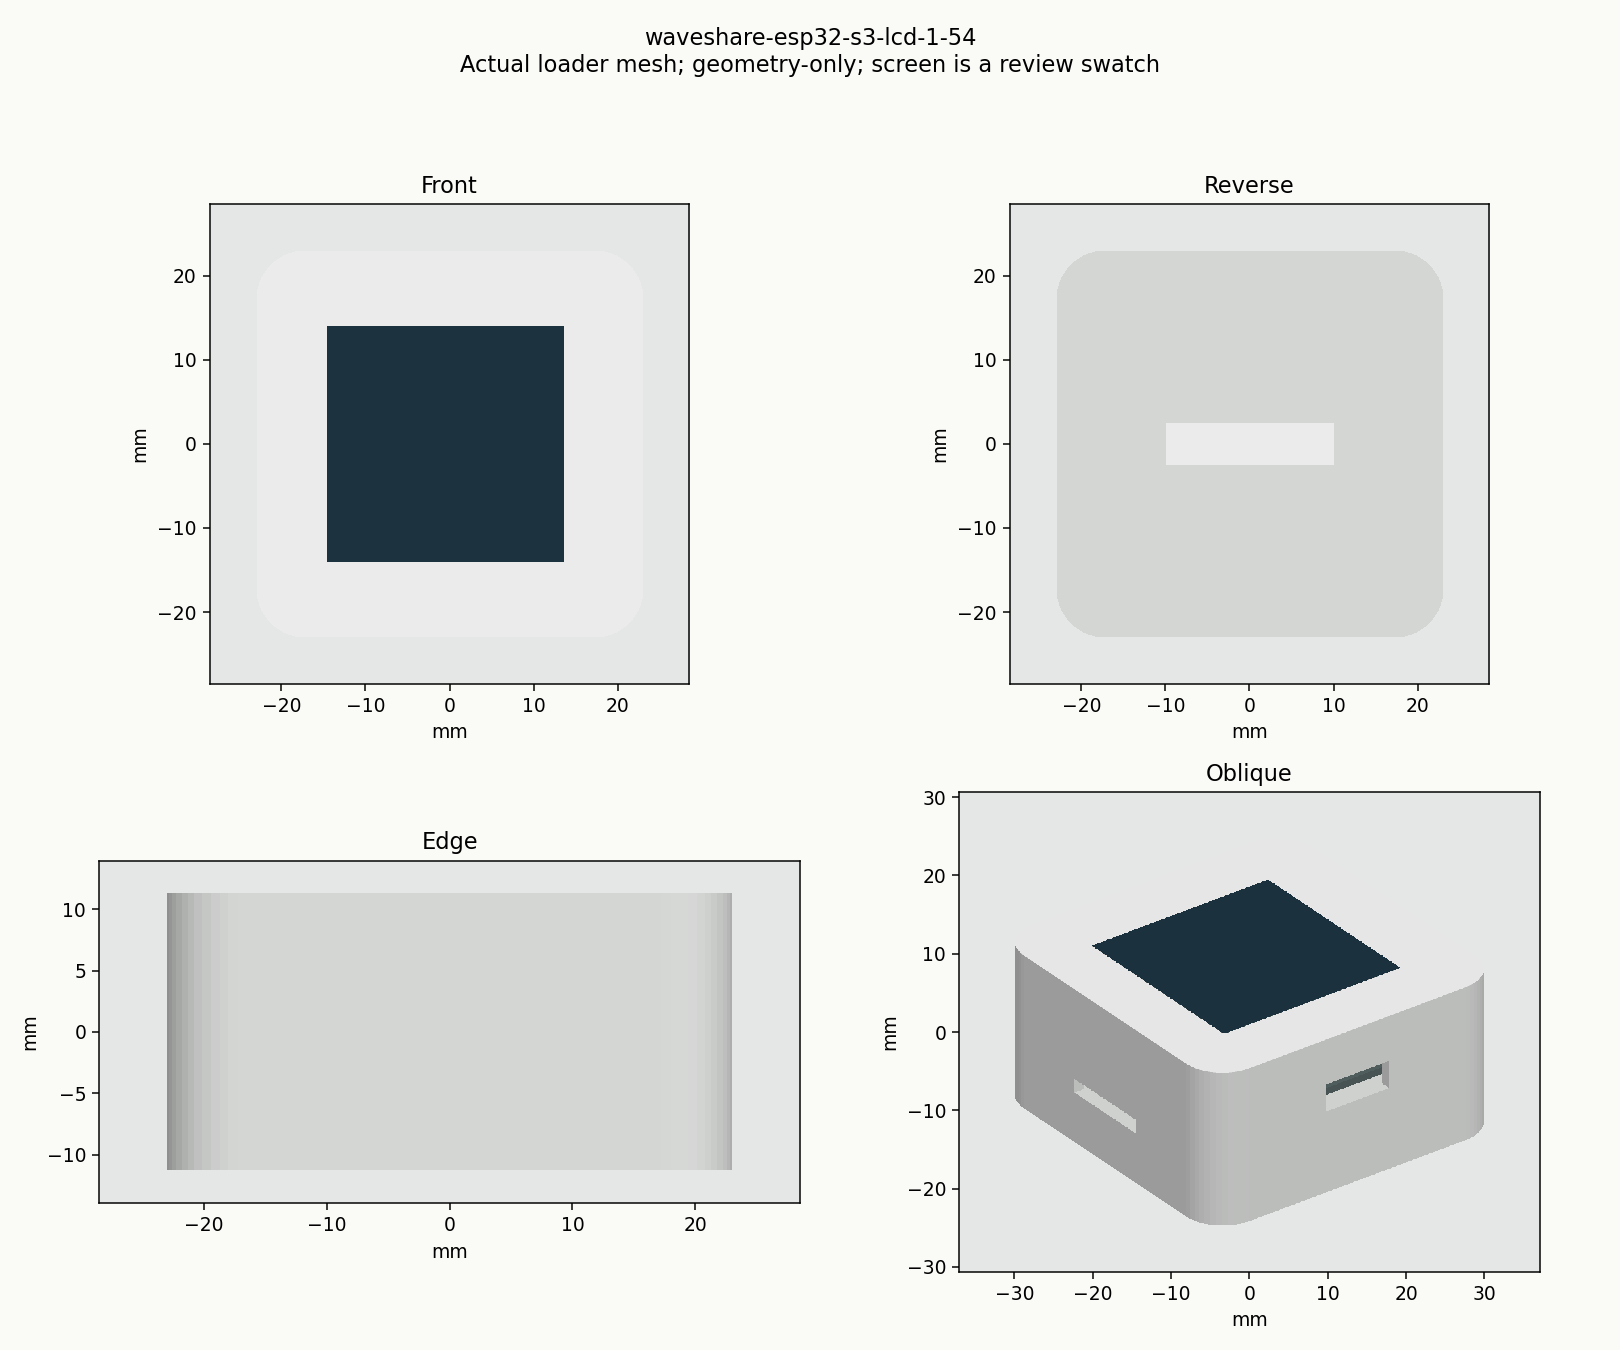 waveshare-esp32-s3-lcd-1-54
Actual loader mesh; geometry-only; screen is a review swatch
Front
20
10
0
−10
−20
mm
−20 −10 0 10 20
mm
Reverse
20
10
0
−10
−20
mm
−20 −10 0 10 20
mm
Edge
10
5
0
−5
−10
mm
−20 −10 0 10 20
mm
Oblique
30
20
10
0
−10
−20
−30
mm
−30 −20 −10 0 10 20 30
mm